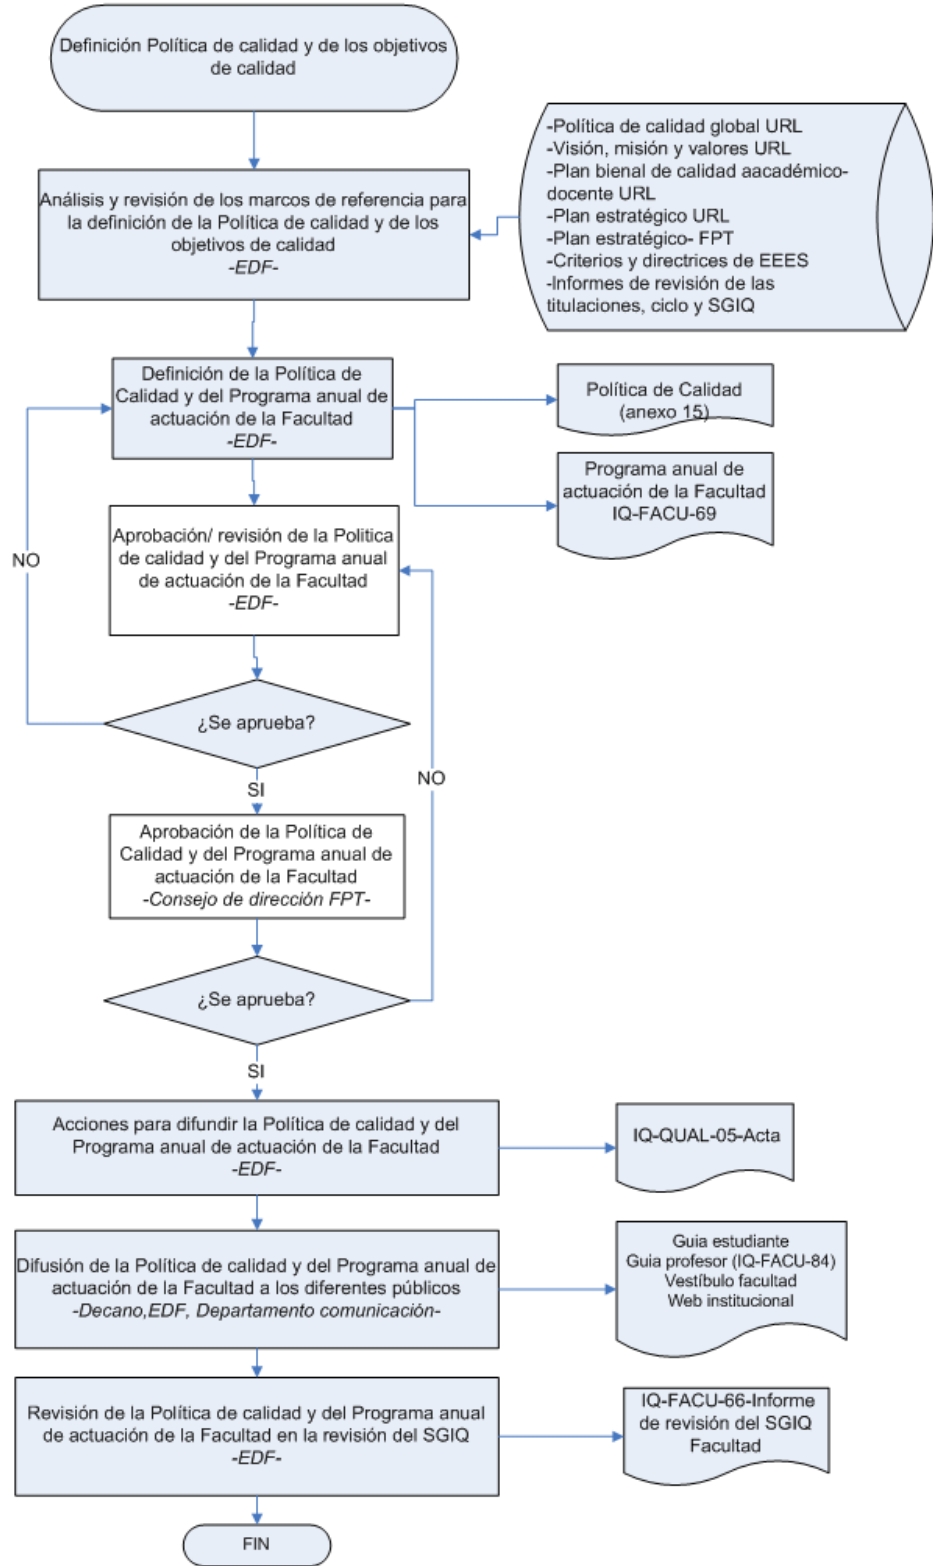 Definición Política de calidad y de los objetivos
de calidad
-Política de calidad global URL
-Visión, misión y valores URL
-Plan bienal de calidad aacadémico-
docente URL
-Plan estratégico URL
-Plan estratégico- FPT
-Criterios y directrices de EEES
-Informes de revisión de las
titulaciones, ciclo y SGIQ
Análisis y revisión de los marcos de referencia para
la definición de la Política de calidad y de los
objetivos de calidad
-EDF-
Definición de la Política de
Calidad y del Programa anual de
actuación de la Facultad
-EDF-
Política de Calidad
(anexo 15)
Programa anual de
actuación de la Facultad
IQ-FACU-69
Aprobación/ revisión de la Politica
de calidad y del Programa anual
de actuación de la Facultad
-EDF-
NO
¿Se aprueba?
NO
SI
Aprobación de la Política de
Calidad y del Programa anual de
actuación de la Facultad
-Consejo de dirección FPT-
¿Se aprueba?
SI
Acciones para difundir la Política de calidad y del
Programa anual de actuación de la Facultad
-EDF-
IQ-QUAL-05-Acta
Difusión de la Política de calidad y del Programa anual de
actuación de la Facultad a los diferentes públicos
-Decano,EDF, Departamento comunicación-
Guia estudiante
Guia profesor (IQ-FACU-84)
Vestíbulo facultad
Web institucional
Revisión de la Política de calidad y del Programa anual
de actuación de la Facultad en la revisión del SGIQ
-EDF-
IQ-FACU-66-Informe
de revisión del SGIQ
Facultad
FIN